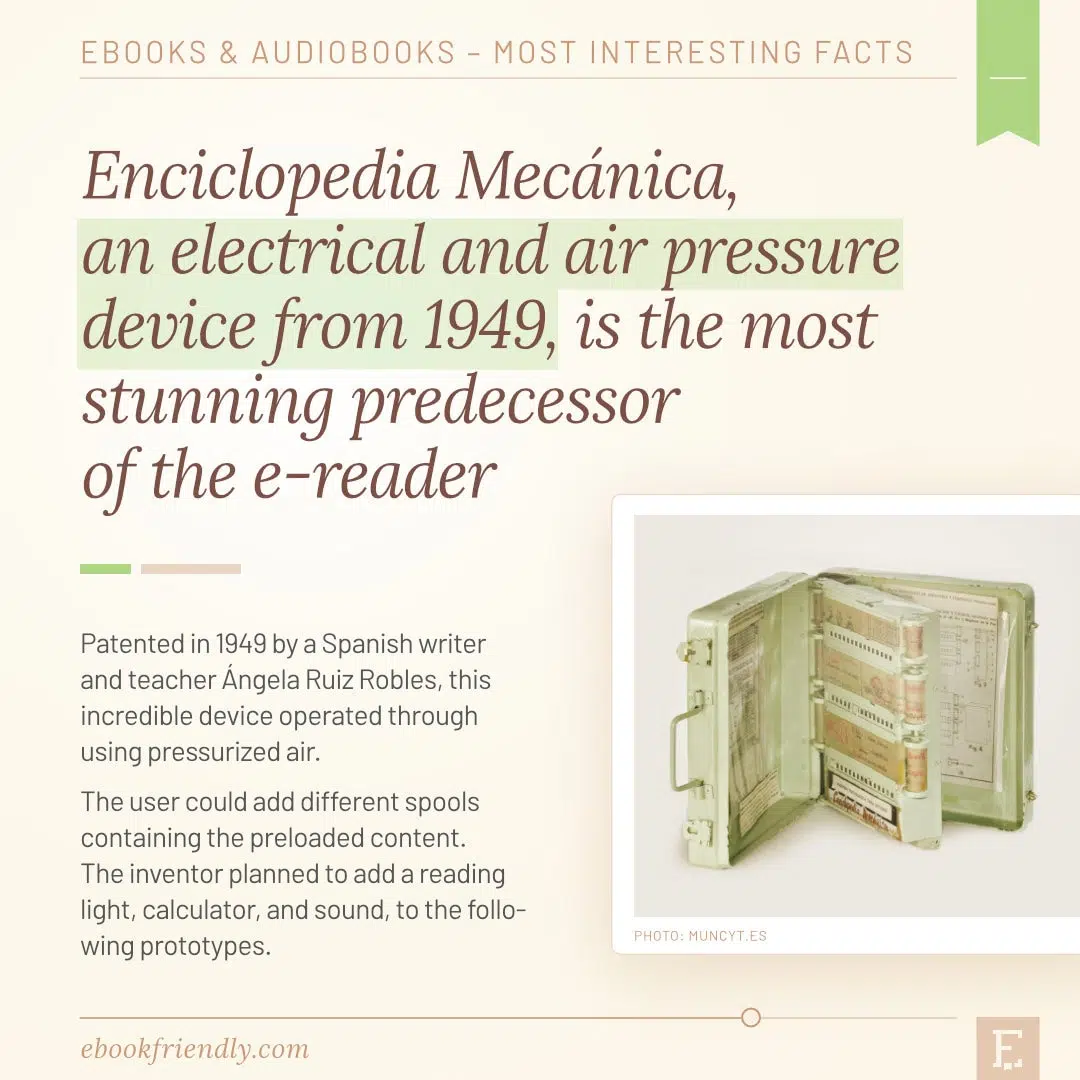 EBOOKS & AUDIOBOOKS – MOST INTERESTING FACTS
Enciclopedia Mecánica,
an electrical and air pressure
device from 1949, is the most
stunning predecessor
of the e-reader
Patented in 1949 by a Spanish writer
and teacher Ángela Ruiz Robles, this
incredible device operated through
using pressurized air.
The user could add different spools
containing the preloaded content.
The inventor planned to add a reading
light, calculator, and sound, to the follo-
wing prototypes.
PHOTO: MUNCYT.ES
ebookfriendly.com
E